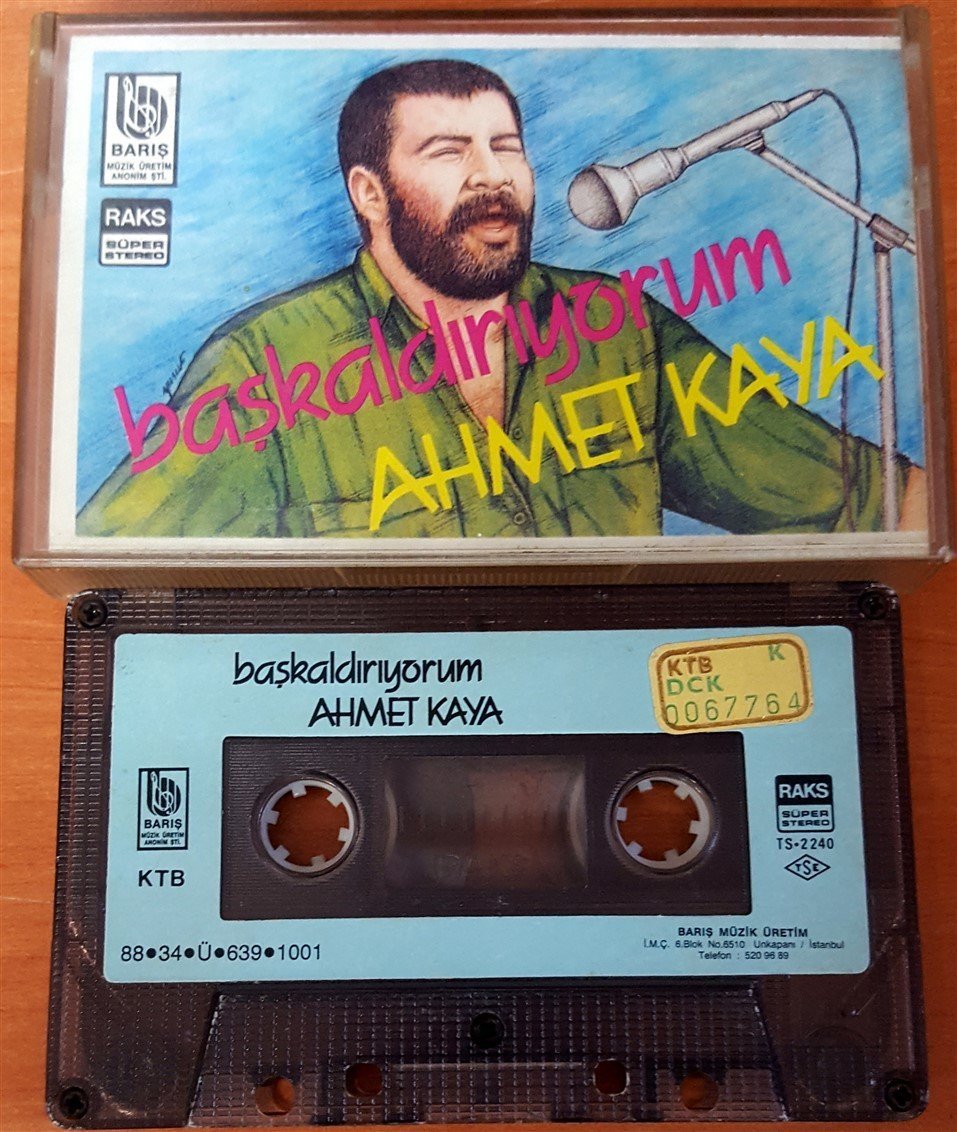 BARIŞ
MÜZİK ÜRETİM
ANONİM ŞTİ.
RAKS
SÜPER
STEREO
başkaldırıyorum
AHMET KAYA
başkaldırıyorum
AHMET KAYA
KTB K
DCK
0067764
BARIŞ
MÜZİK ÜRETİM
ANONİM ŞTİ.
KTB
RAKS
SÜPER
STEREO
TS•2240
TSE
88•34•Ü•639•1001
BARIŞ MÜZİK ÜRETİM
İ.M.Ç. 6.Blok No.6510 Unkapanı / İstanbul
Telefon : 520 96 89